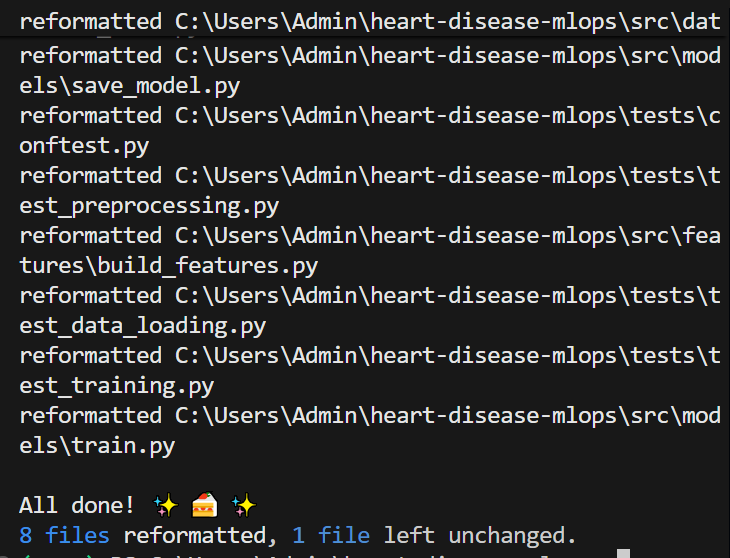 reformatted C:\Users\Admin\heart-disease-mlops\src\dat
reformatted C:\Users\Admin\heart-disease-mlops\src\mod
els\save_model.py
reformatted C:\Users\Admin\heart-disease-mlops\tests\c
onftest.py
reformatted C:\Users\Admin\heart-disease-mlops\tests\t
est_preprocessing.py
reformatted C:\Users\Admin\heart-disease-mlops\src\fea
tures\build_features.py
reformatted C:\Users\Admin\heart-disease-mlops\tests\t
est_data_loading.py
reformatted C:\Users\Admin\heart-disease-mlops\tests\t
est_training.py
reformatted C:\Users\Admin\heart-disease-mlops\src\mod
els\train.py
All done! ✨ 🍰 ✨
8 files reformatted, 1 file left unchanged.